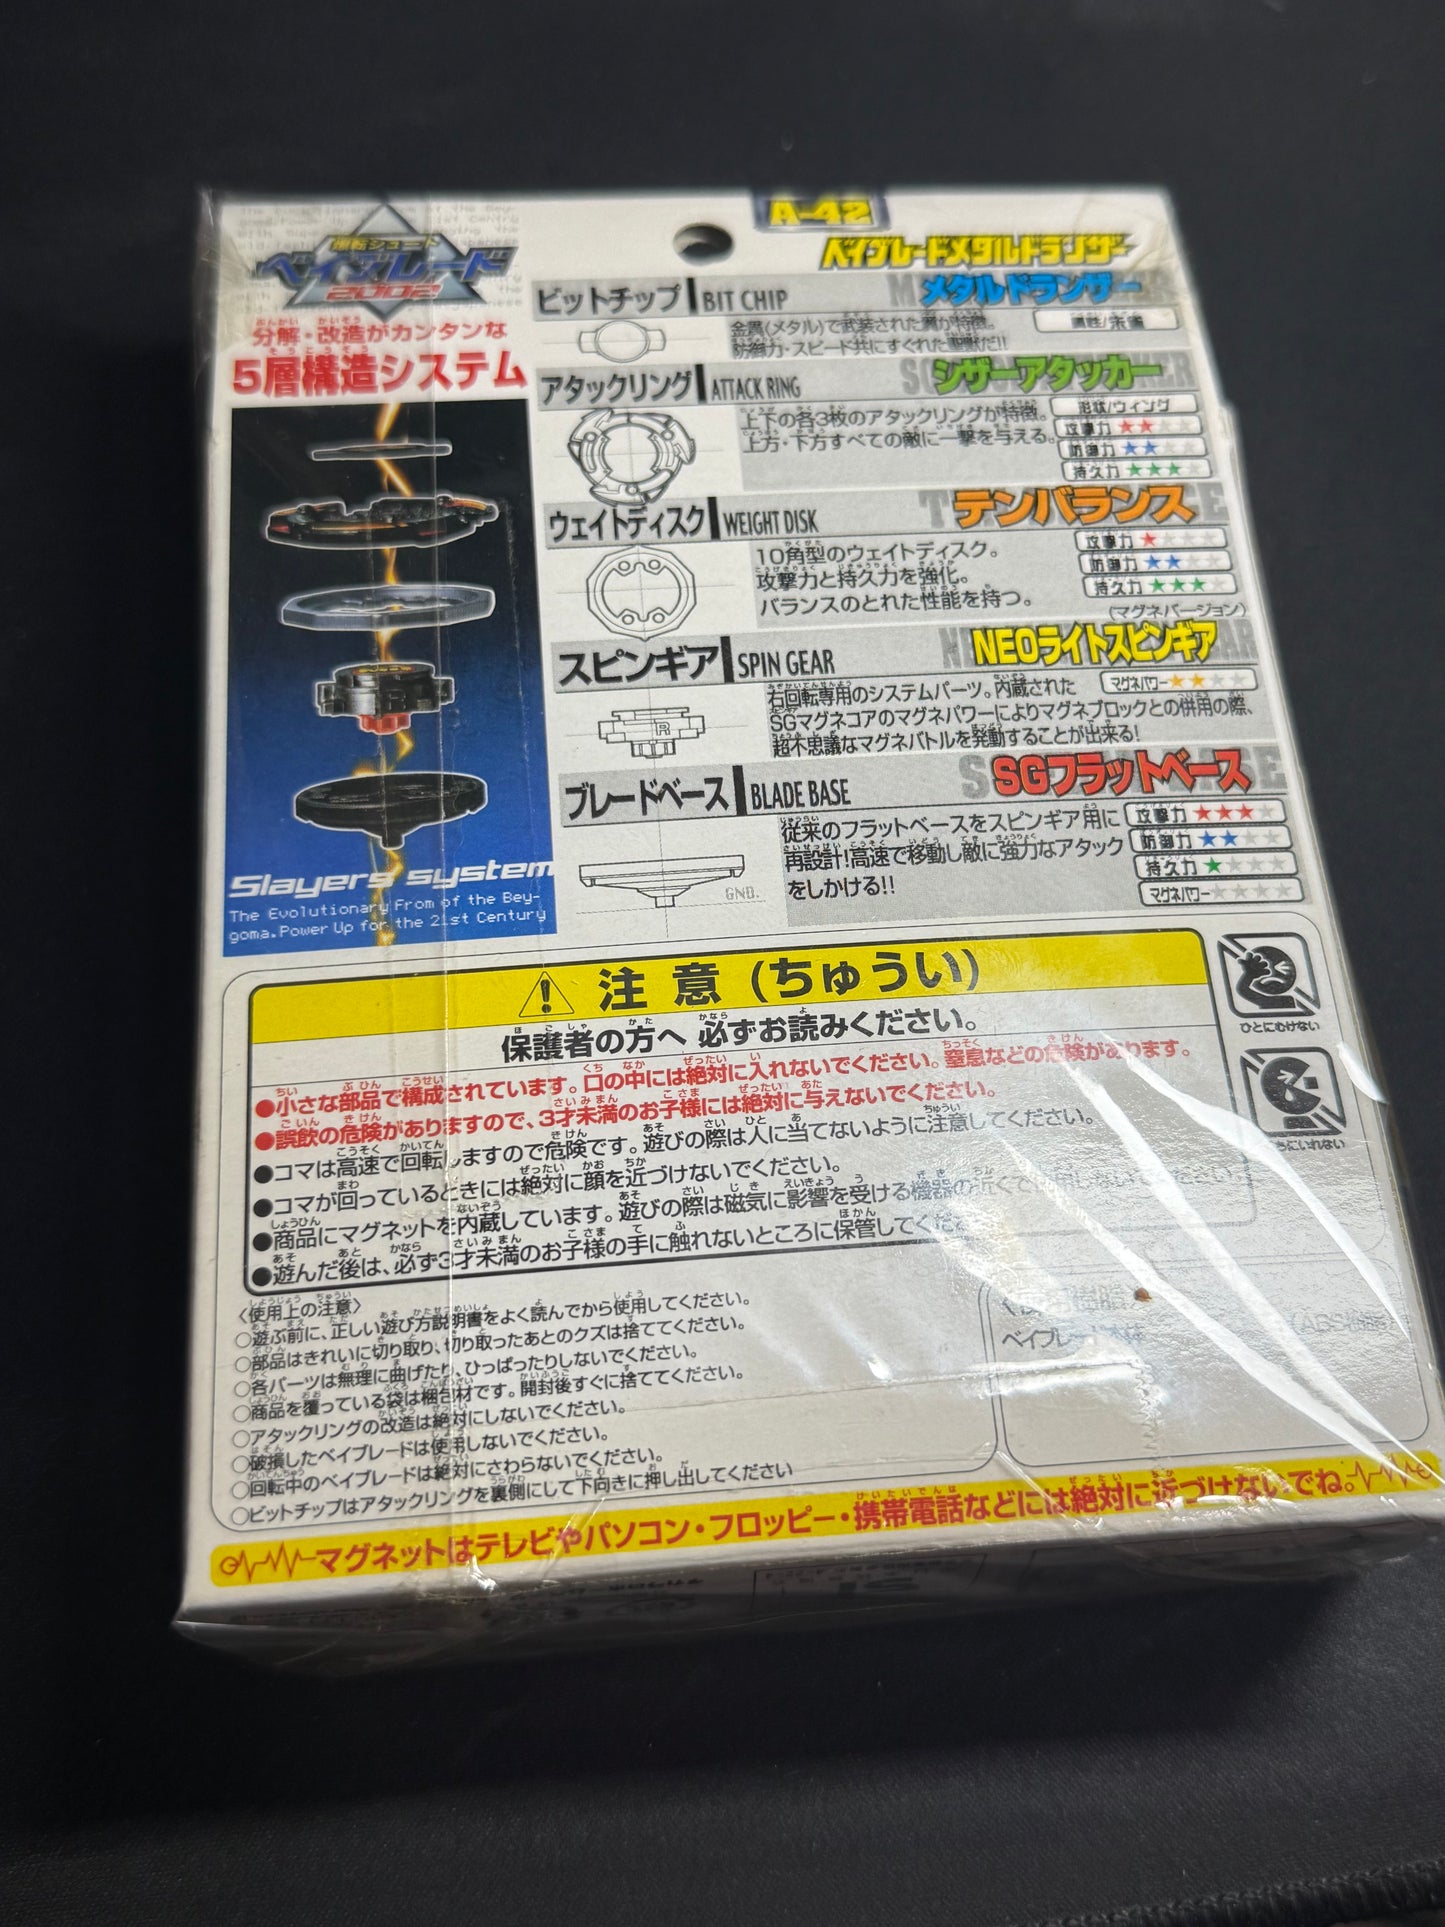 A-42
爆転シュート
ベイブレード
2002
分解・改造がカンタンな
5層構造システム
Slayers system
The Evolutionary From of the Bey-
goma.Power Up for the 21st Century
ベイブレードメタルドランザー
ビットチップ BIT CHIP
メタルドランザー
金属(メタル)で武装された翼が特徴。
防御力・スピード共にすぐれた聖獣だ!!
属性/朱雀
アタックリング ATTACK RING
シザーアタッカー
上下の各3枚のアタックリングが特徴。
上方・下方すべての敵に一撃を与える。
形状/ウィング
攻撃力 ★★
防御力 ★★
持久力 ★★★
ウェイトディスク WEIGHT DISK
テンバランス
10角型のウェイトディスク。
攻撃力と持久力を強化。
バランスのとれた性能を持つ。
攻撃力 ★
防御力 ★★
持久力 ★★★
(マグネバージョン)
スピンギア SPIN GEAR
NEOライトスピンギア
右回転専用のシステムパーツ。内蔵された
SGマグネコアのマグネパワーによりマグネブロックとの併用の際、
超不思議なマグネバトルを発動することが出来る!
マグネパワー ★★
R
ブレードベース BLADE BASE
SGフラットベース
従来のフラットベースをスピンギア用に
再設計!高速で移動し敵に強力なアタック
をしかける!!
攻撃力 ★★★
防御力 ★★
持久力 ★
マグネパワー
GND.
注意 (ちゅうい)
保護者の方へ 必ずお読みください。
●小さな部品で構成されています。口の中には絶対に入れないでください。窒息などの危険があります。
●誤飲の危険がありますので、3才未満のお子様には絶対に与えないでください。
●コマは高速で回転しますので危険です。遊びの際は人に当てないように注意してください。
●コマが回っているときには絶対に顔を近づけないでください。
●商品にマグネットを内蔵しています。遊びの際は磁気に影響を受ける機器の近くで
●遊んだ後は、必ず3才未満のお子様の手に触れないところに保管してくだ
ひとにむけない
ちにいれない
〈使用上の注意〉
○遊ぶ前に、正しい遊び方説明書をよく読んでから使用してください。
○部品はきれいに切り取り、切り取ったあとのクズは捨ててください。
○各パーツは無理に曲げたり、ひっぱったりしないでください。
○商品を覆っている袋は梱包材です。開封後すぐに捨ててください。
○アタックリングの改造は絶対にしないでください。
○破損したベイブレードは使用しないでください。
○回転中のベイブレードは絶対にさわらないでください。
○ビットチップはアタックリングを裏側にして下向きに押し出してください
ベイブレード
マグネットはテレビやパソコン・フロッピー・携帯電話などには絶対に近づけないでね。